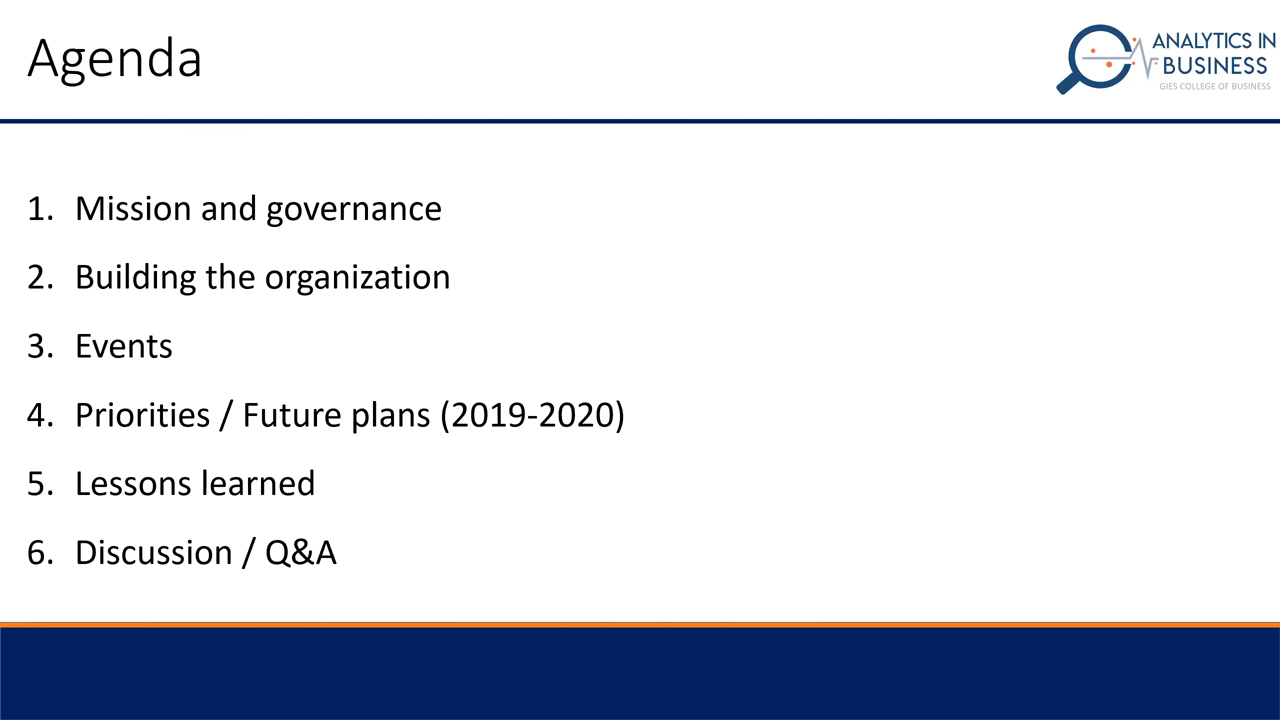 Agenda
ANALYTICS IN
BUSINESS
GIES COLLEGE OF BUSINESS
1. Mission and governance
2. Building the organization
3. Events
4. Priorities / Future plans (2019-2020)
5. Lessons learned
6. Discussion / Q&A